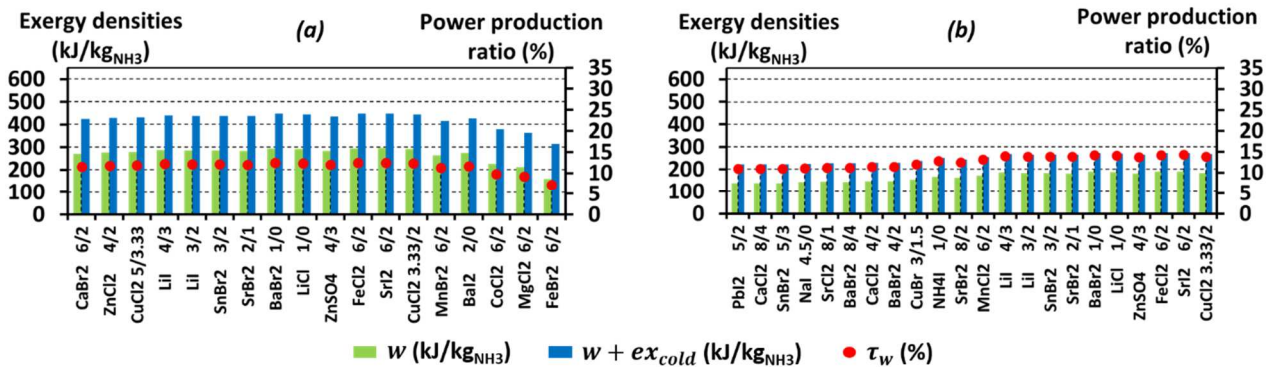 Exergy densities
(kJ/kgNH3)
(a)
Power production
ratio (%)
600
500
400
300
200
100
0
35
30
25
20
15
10
5
0
CaBr2 6/2
ZnCl2 4/2
CuCl2 5/3.33
LiI 4/3
LiI 3/2
SnBr2 3/2
SrBr2 2/1
BaBr2 1/0
LiCl 1/0
ZnSO4 4/3
FeCl2 6/2
SrI2 6/2
CuCl2 3.33/2
MnBr2 6/2
BaI2 2/0
CoCl2 6/2
MgCl2 6/2
FeBr2 6/2
Exergy densities
(kJ/kgNH3)
(b)
Power production
ratio (%)
600
500
400
300
200
100
0
35
30
25
20
15
10
5
0
PbI2 5/2
CaCl2 8/4
SnBr2 5/3
NaI 4.5/0
SrCl2 8/1
BaBr2 8/4
CaCl2 4/2
BaBr2 4/2
CuBr 3/1.5
NH4I 1/0
SrBr2 8/2
MnCl2 6/2
LiI 4/3
LiI 3/2
SnBr2 3/2
SrBr2 2/1
BaBr2 1/0
LiCl 1/0
ZnSO4 4/3
FeCl2 6/2
SrI2 6/2
CuCl2 3.33/2
w (kJ/kgNH3) w + excold (kJ/kgNH3) τw (%)